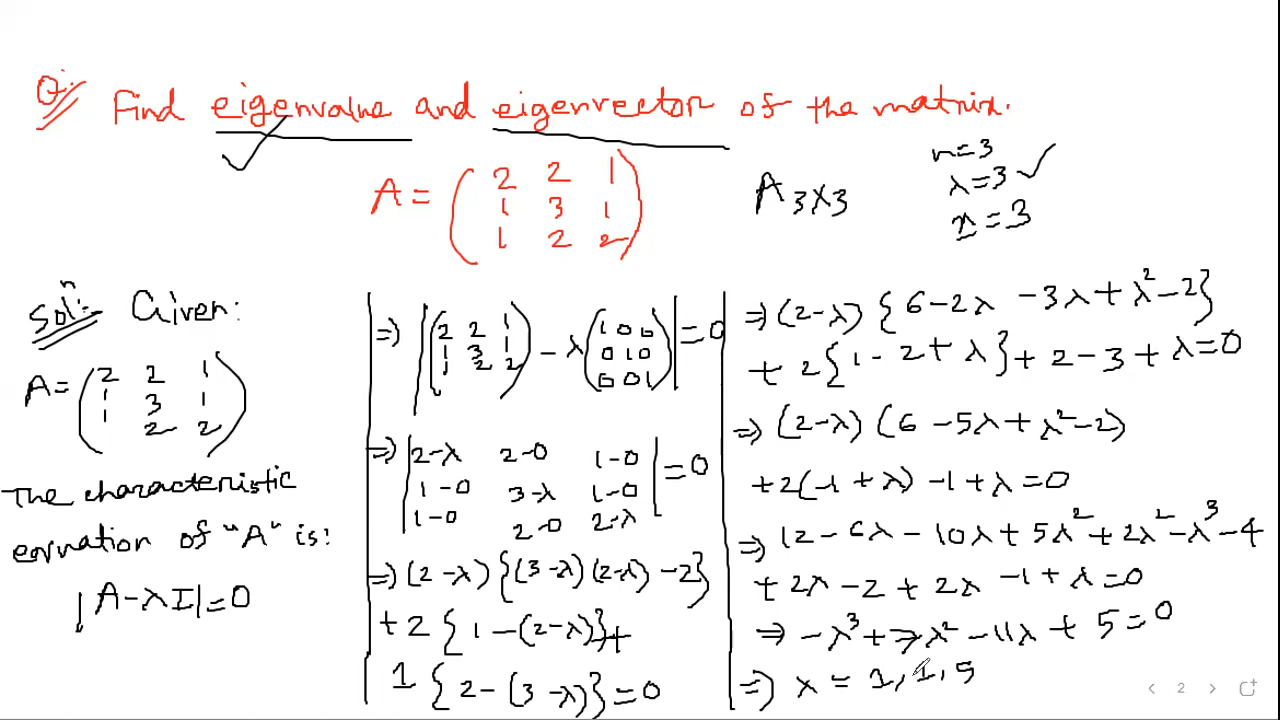 Q:
Find eigenvalue and eigenvector of the matrix.
A = ( 2 2 1
1 3 1
1 2 2 )
A 3x3
n=3
λ=3 ✓
x=3
Solⁿ: Given:
A = ( 2 2 1
1 3 1
1 2 2 )
The characteristic
equation of "A" is:
|A-λI|=0
=> |( 2 2 1
1 3 1
1 2 2 ) - λ ( 1 0 0
0 1 0
0 0 1 )| = 0
=> | 2-λ 2-0 1-0
1-0 3-λ 1-0
1-0 2-0 2-λ | = 0
=> (2-λ) {(3-λ)(2-λ) -2}
+ 2 {1-(2-λ)} +
1 {2-(3-λ)} = 0
=> (2-λ) {6-2λ -3λ+λ²-2}
+ 2{1-2+λ} + 2-3+λ=0
=> (2-λ) (6-5λ+λ²-2)
+2(-1+λ) -1+λ=0
=> 12-6λ-10λ+5λ²+2λ²-λ³-4
+2λ-2+2λ-1+λ=0
=> -λ³+7λ²-11λ+5=0
=> λ = 1, 1, 5
2